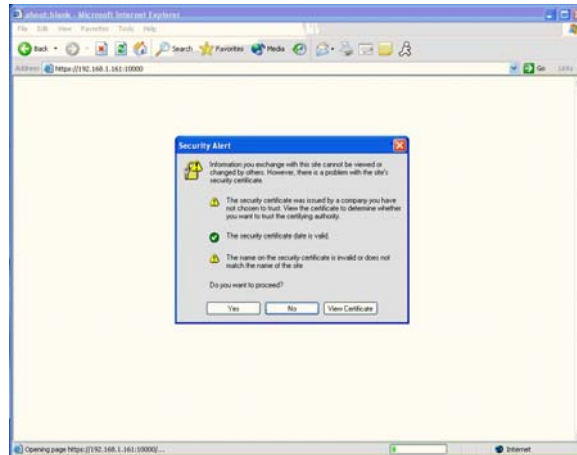 about:blank - Microsoft Internet Explorer
File Edit View Favorites Tools Help
Back Search Favorites Media
Address https://192.168.1.161:10000 Go Links
Security Alert
Information you exchange with this site cannot be viewed or
changed by others. However, there is a problem with the site's
security certificate.
The security certificate was issued by a company you have
not chosen to trust. View the certificate to determine whether
you want to trust the certifying authority.
The security certificate date is valid.
The name on the security certificate is invalid or does not
match the name of the site
Do you want to proceed?
Yes No View Certificate
Opening page https://192.168.1.161:10000/... Internet